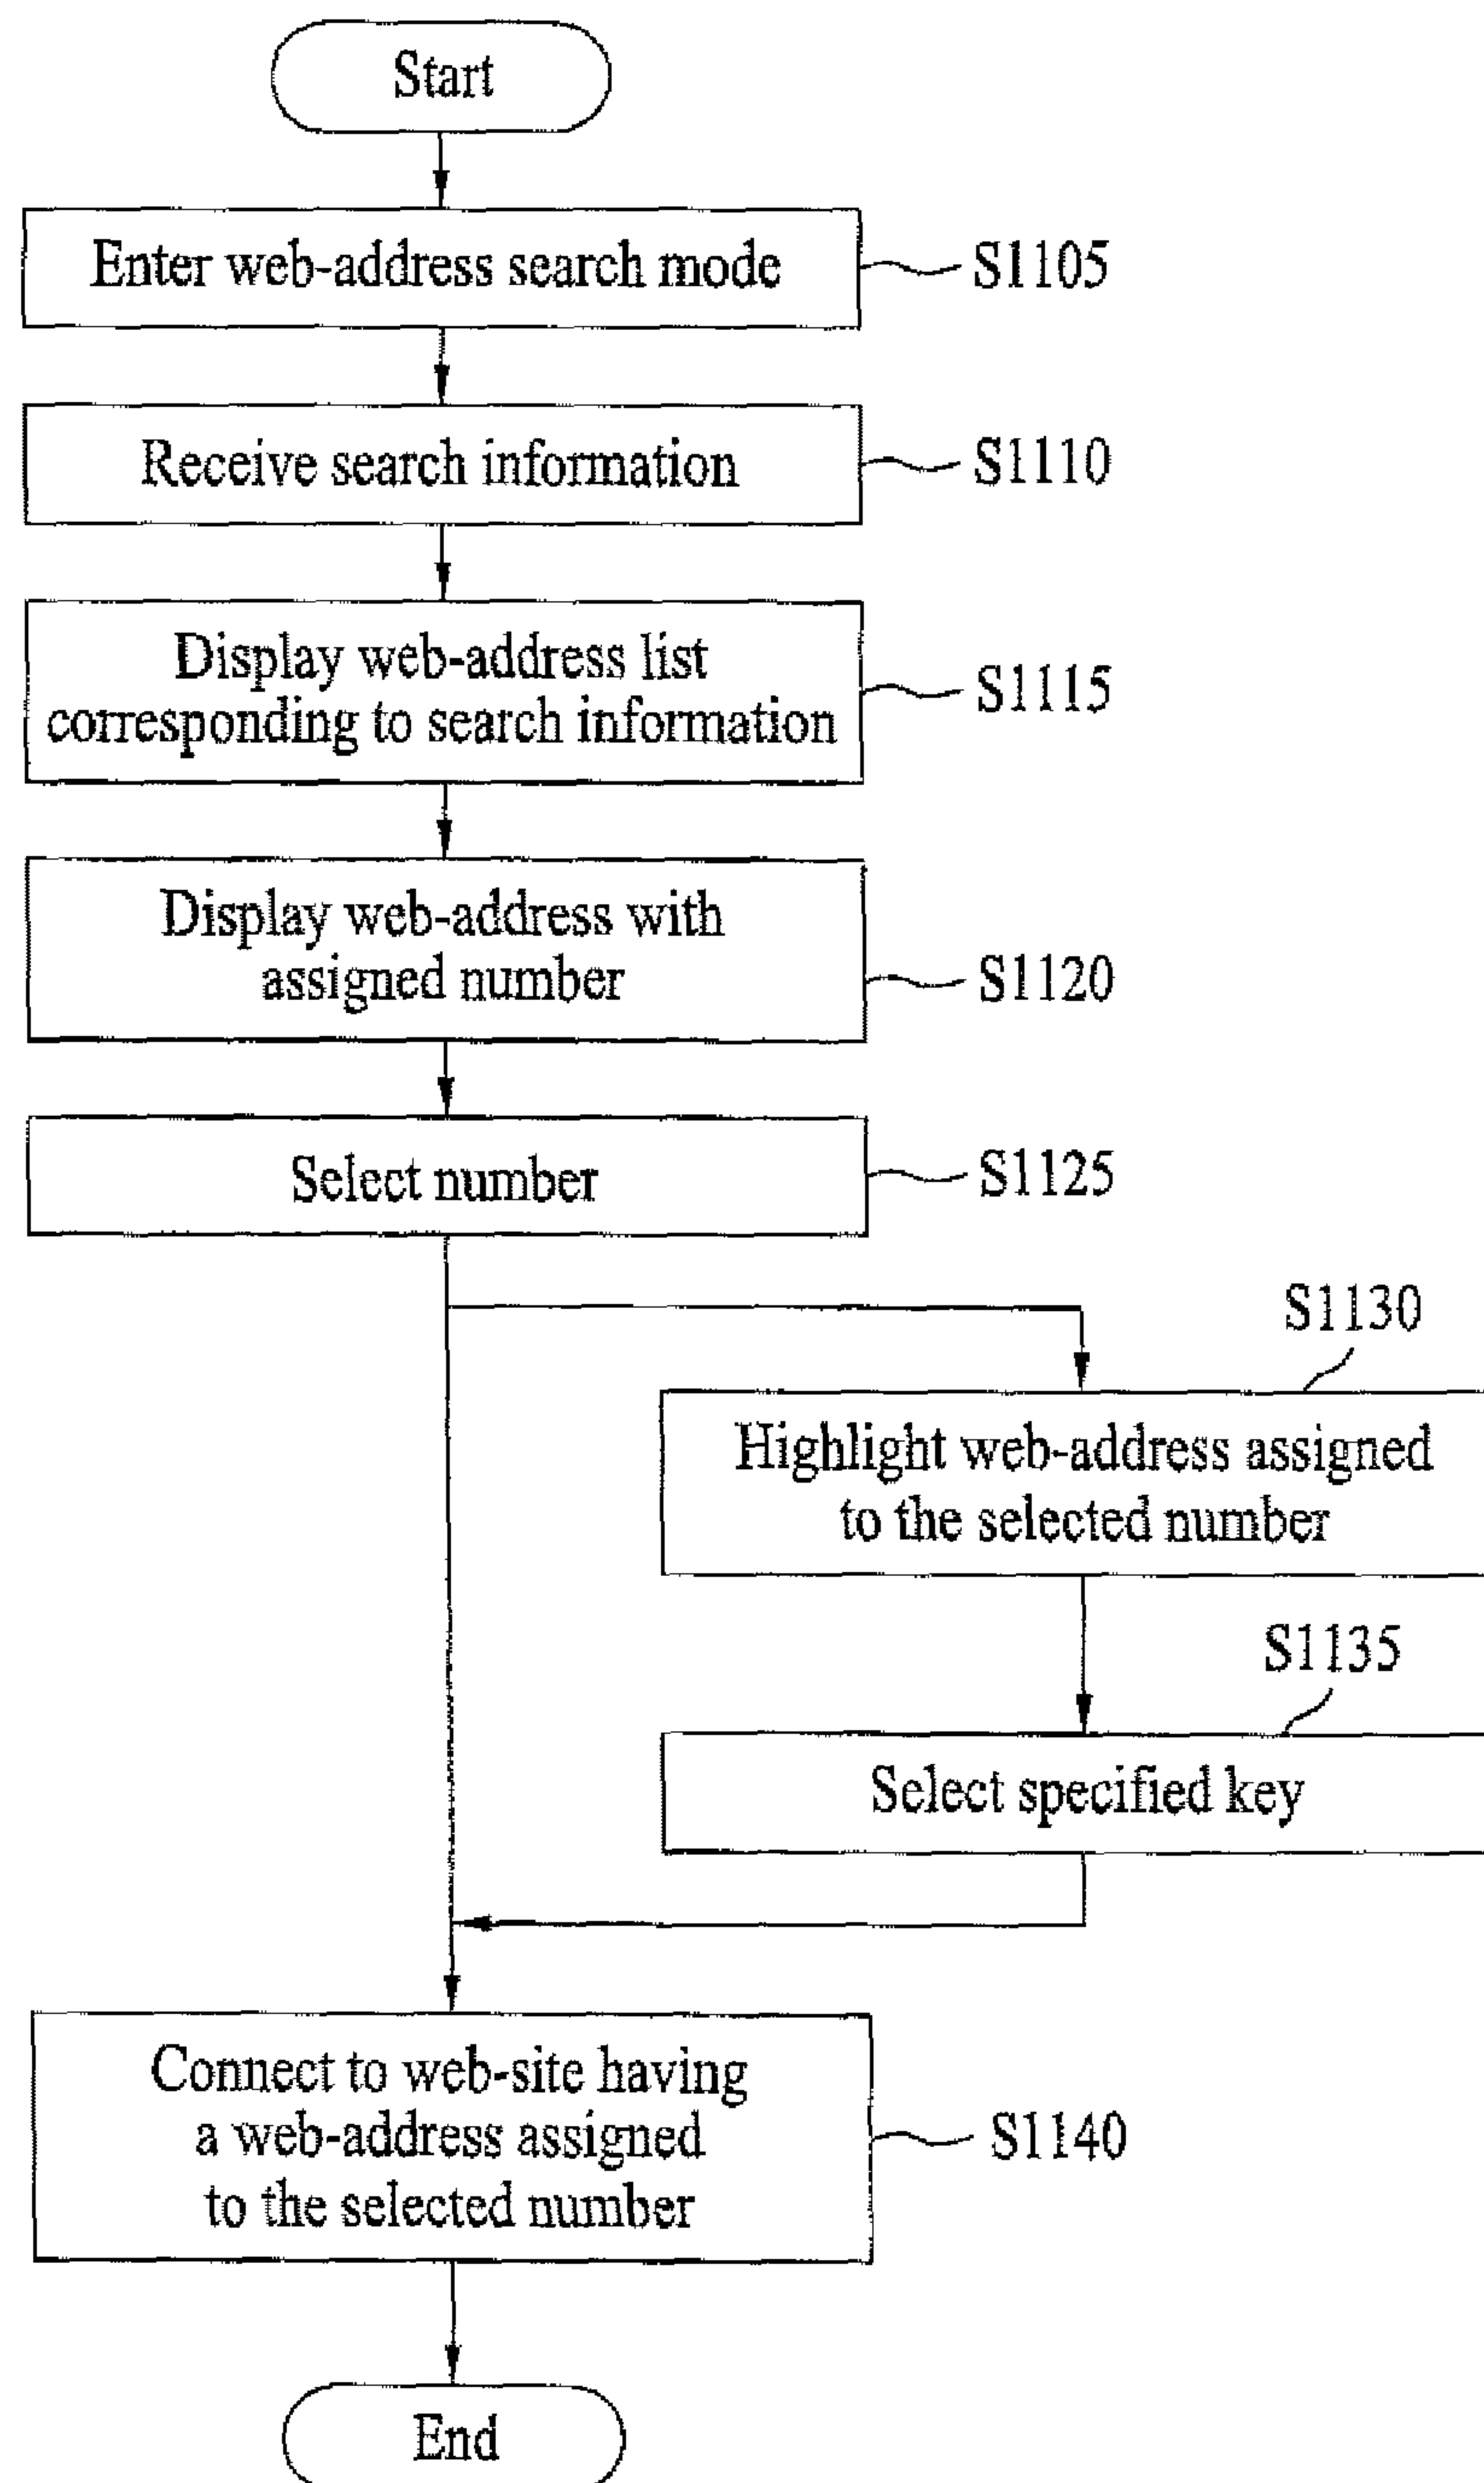 Start
Enter web-address search mode
S1105
Receive search information
S1110
Display web-address list
corresponding to search information
S1115
Display web-address with
assigned number
S1120
Select number
S1125
S1130
Highlight web-address assigned
to the selected number
S1135
Select specified key
Connect to web-site having
a web-address assigned
to the selected number
S1140
End